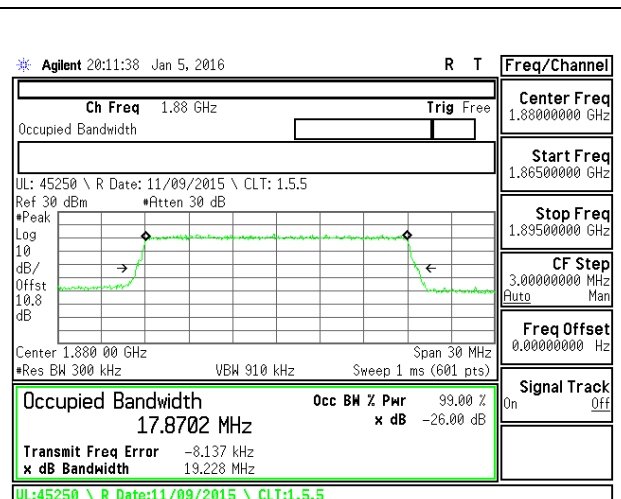 Agilent 20:11:38 Jan 5, 2016 R T Freq/Channel
Ch Freq 1.88 GHz Trig Free
Occupied Bandwidth
Center Freq
1.88000000 GHz
Start Freq
1.86500000 GHz
UL: 45250 \ R Date: 11/09/2015 \ CLT: 1.5.5
Ref 30 dBm #Atten 30 dB
#Peak
Log
10
dB/
Offst
10.8
dB
Stop Freq
1.89500000 GHz
CF Step
3.00000000 MHz
Auto Man
Freq Offset
0.00000000 Hz
Center 1.880 00 GHz Span 30 MHz
#Res BW 300 kHz VBW 910 kHz Sweep 1 ms (601 pts)
Signal Track
On Off
Occupied Bandwidth Occ BW % Pwr 99.00 %
17.8702 MHz x dB -26.00 dB
Transmit Freq Error -8.137 kHz
x dB Bandwidth 19.228 MHz
UL:45250 \ R Date:11/09/2015 \ CLT:1.5.5